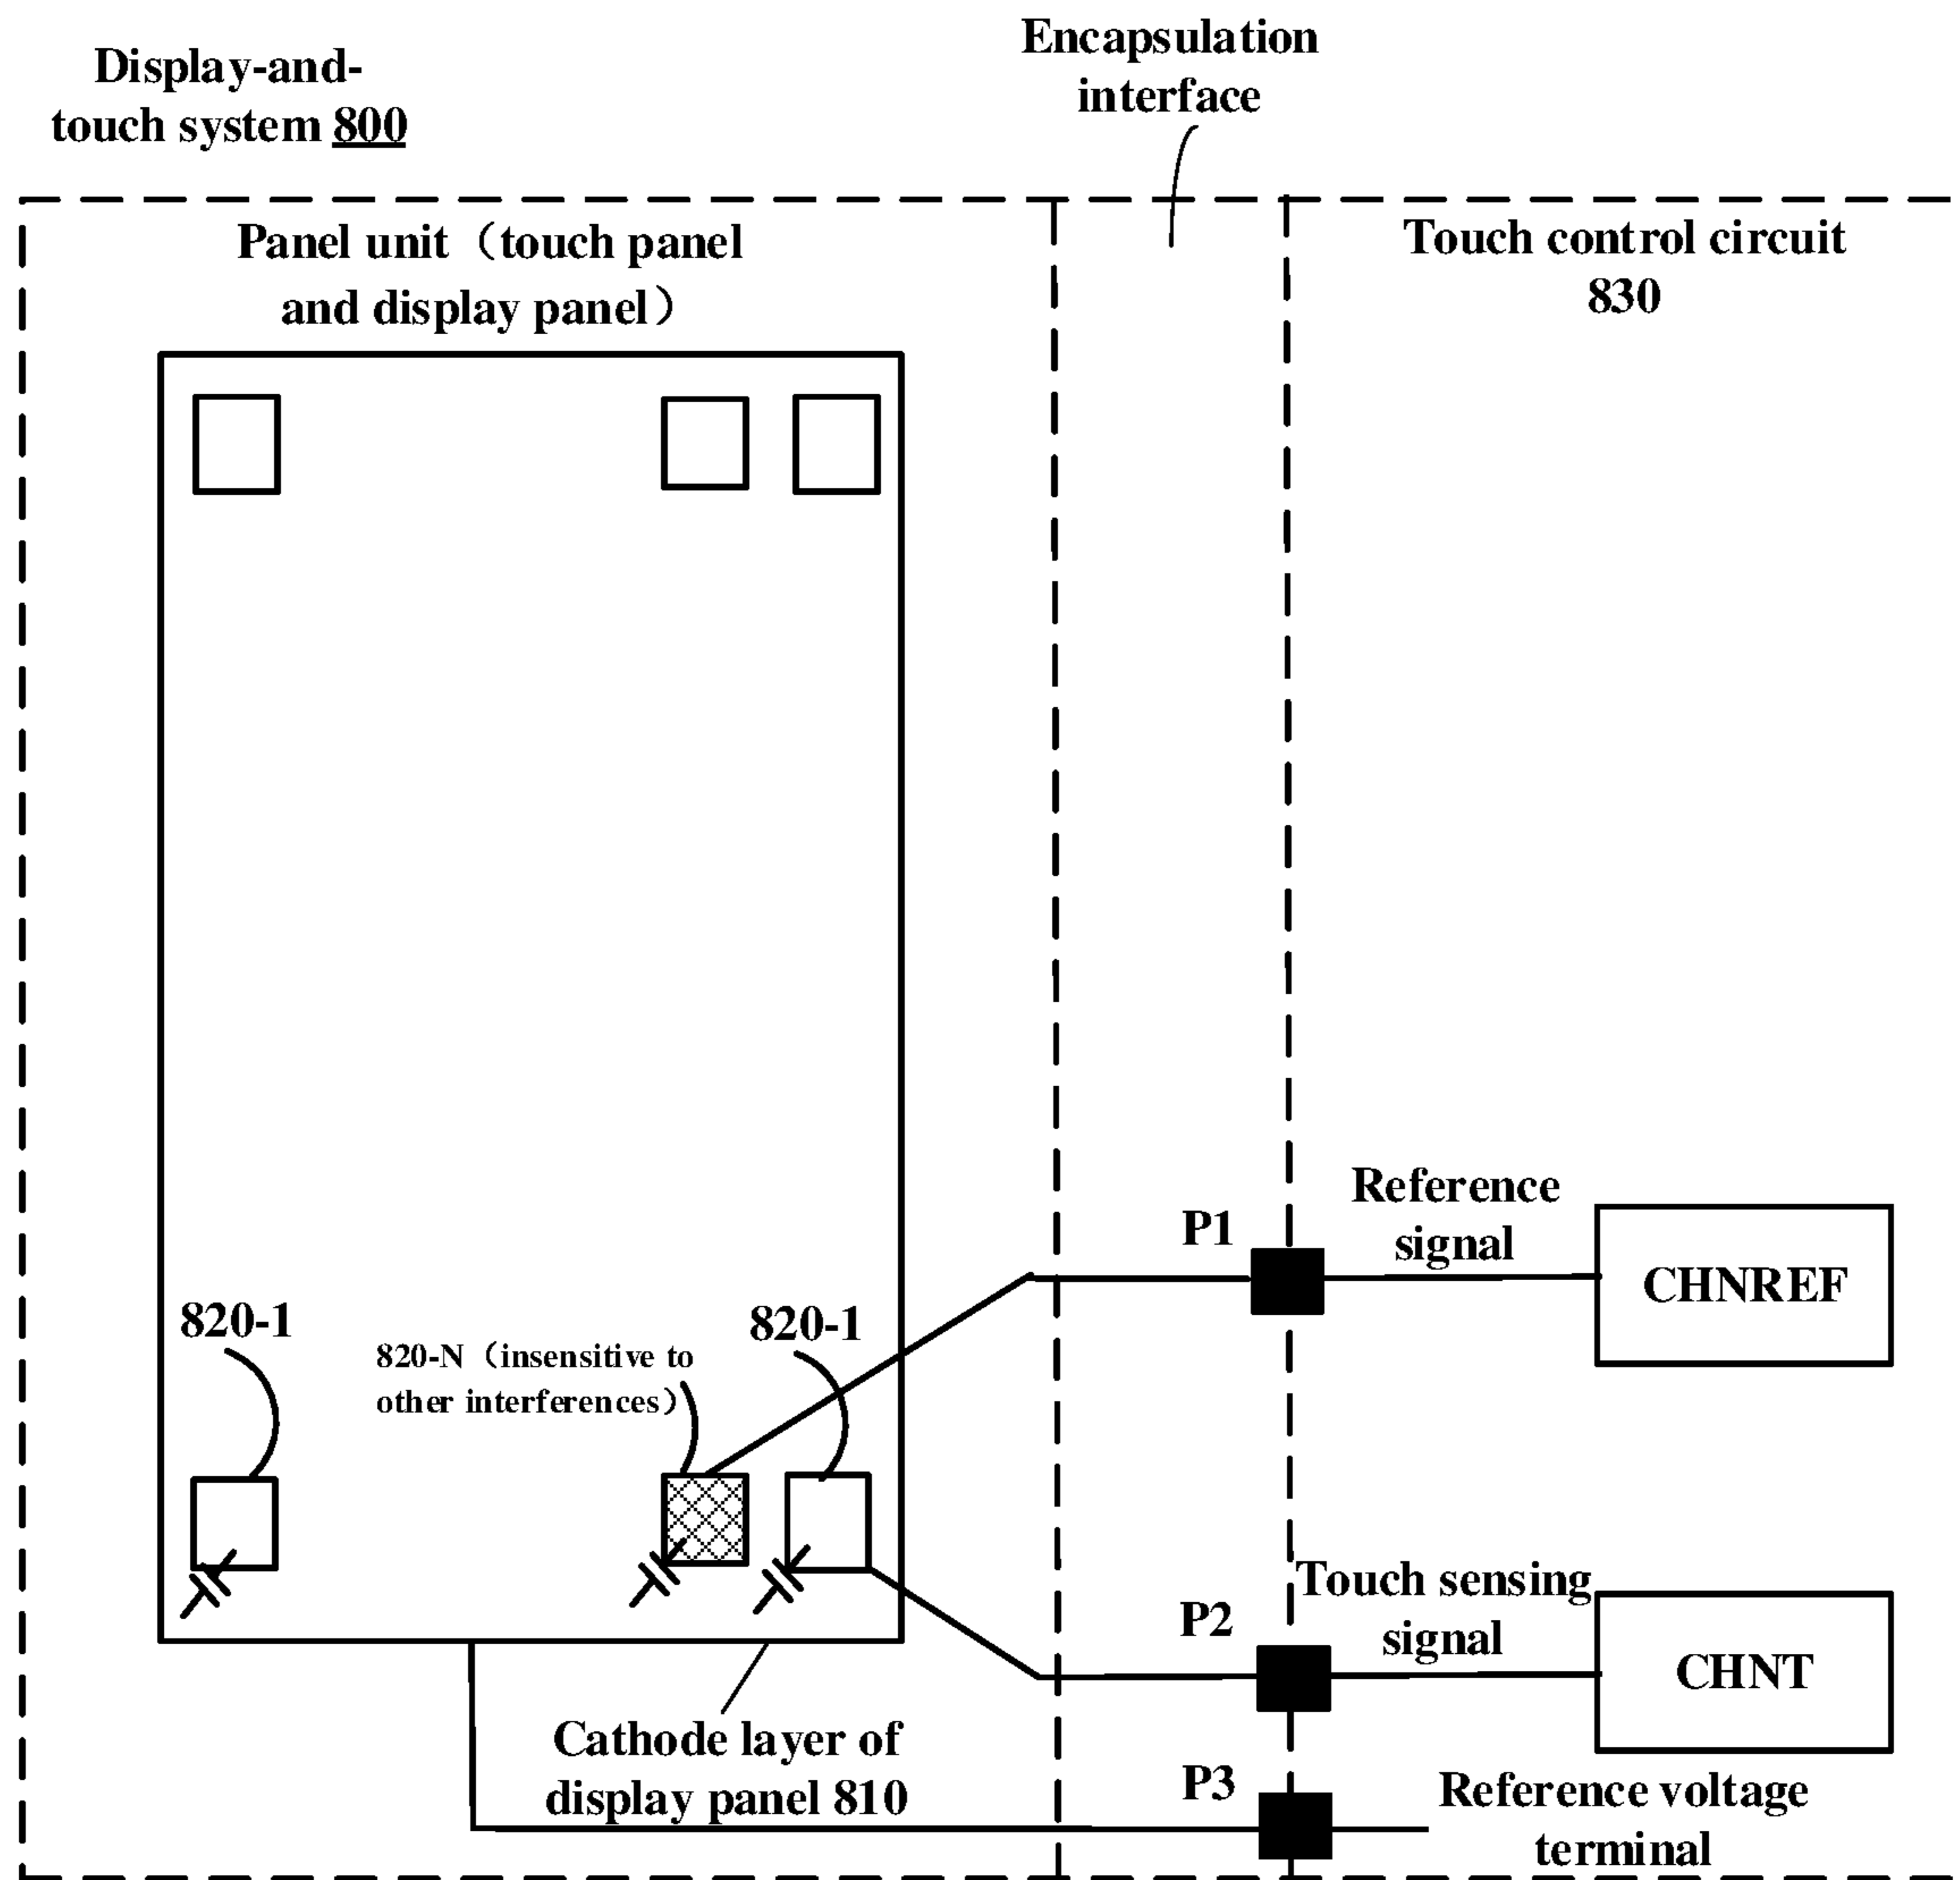 Display-and-
touch system 800
Encapsulation
interface
Panel unit（touch panel
and display panel）
Touch control circuit
830
P1
Reference
signal
CHNREF
820-1
820-N（insensitive to
other interferences）
820-1
P2
Touch sensing
signal
CHNT
Cathode layer of
display panel 810
P3
Reference voltage
terminal